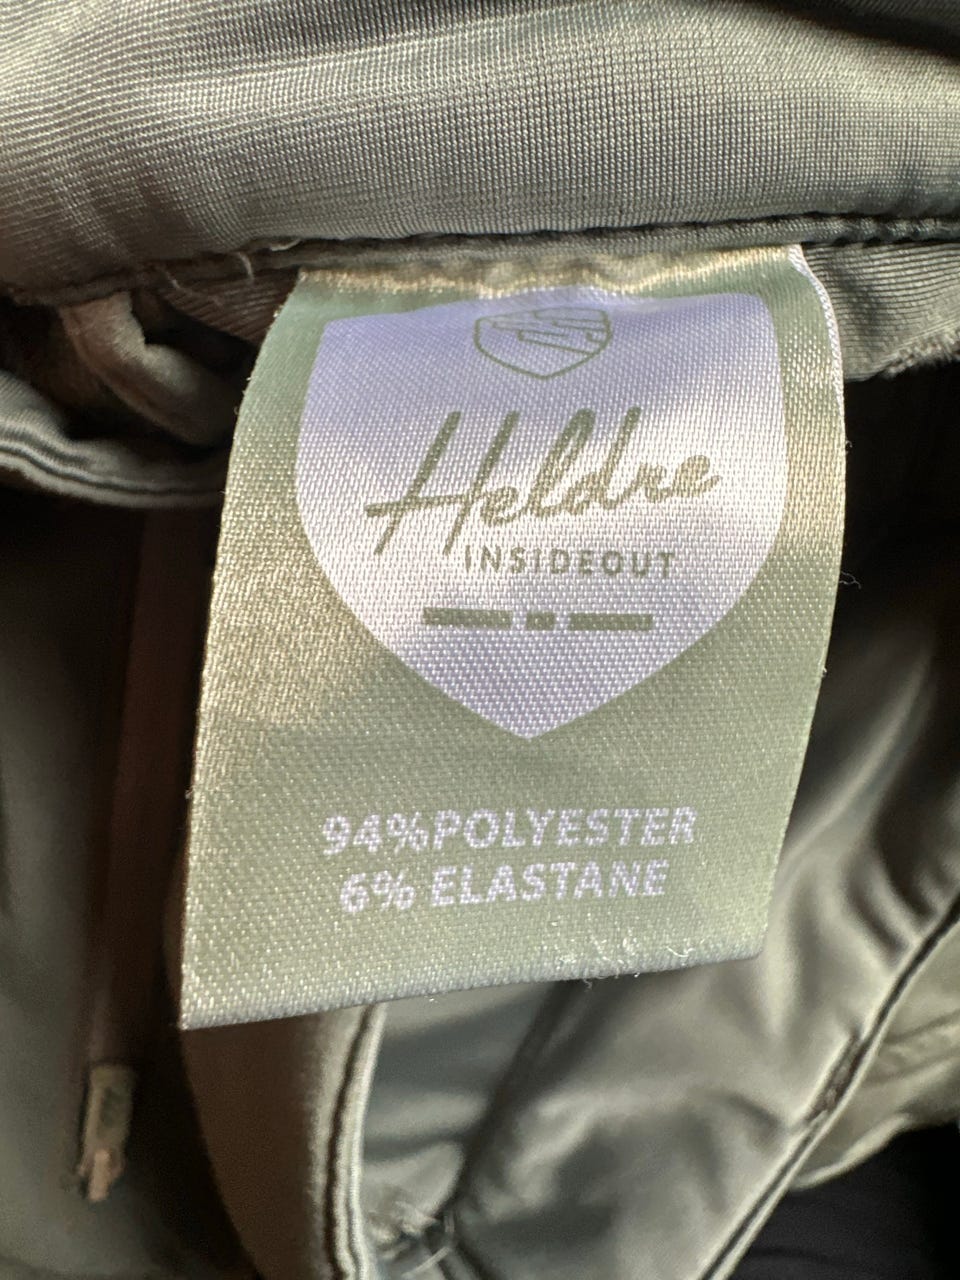 Heldre
INSIDEOUT
94%POLYESTER
6% ELASTANE